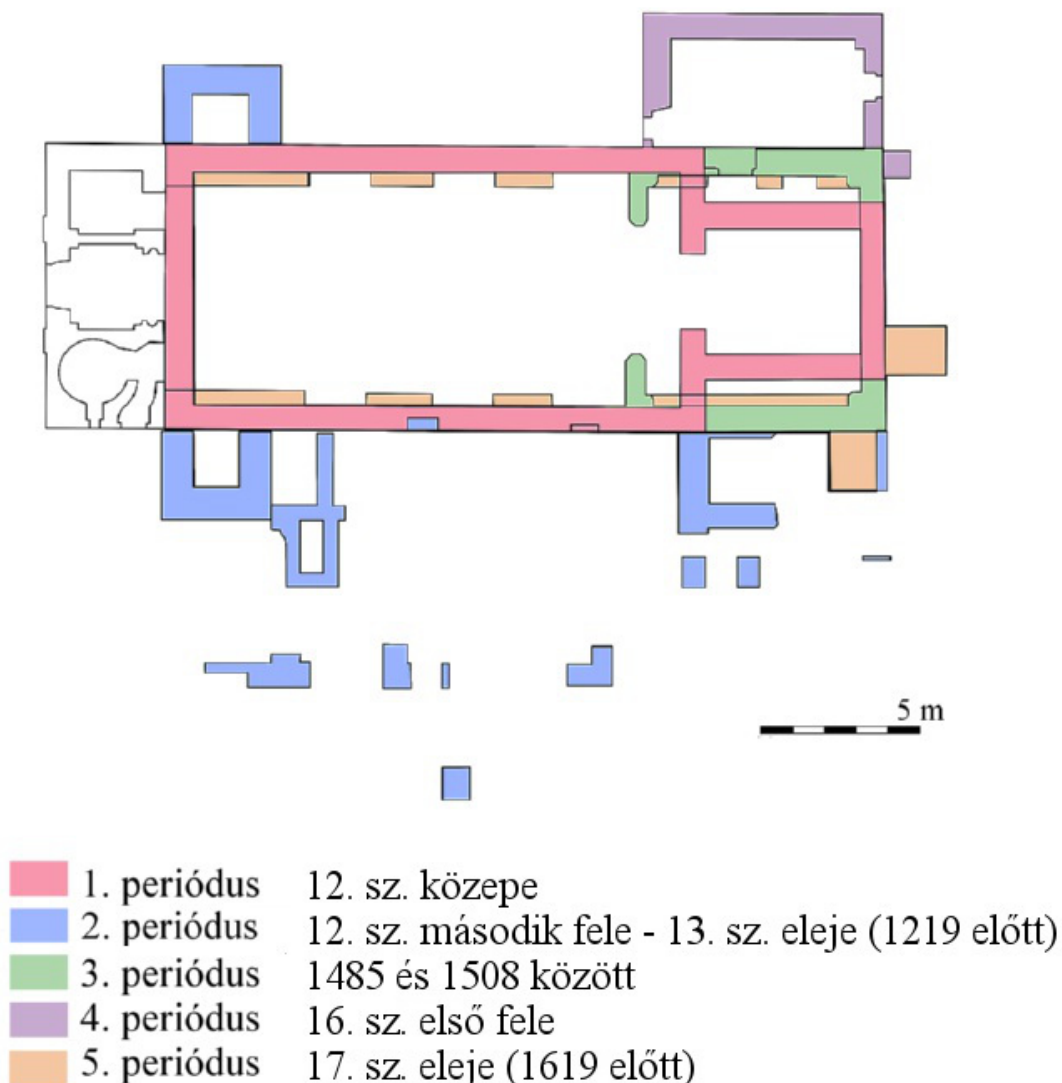 5 m
1. periódus 12. sz. közepe
2. periódus 12. sz. második fele - 13. sz. eleje (1219 előtt)
3. periódus 1485 és 1508 között
4. periódus 16. sz. első fele
5. periódus 17. sz. eleje (1619 előtt)